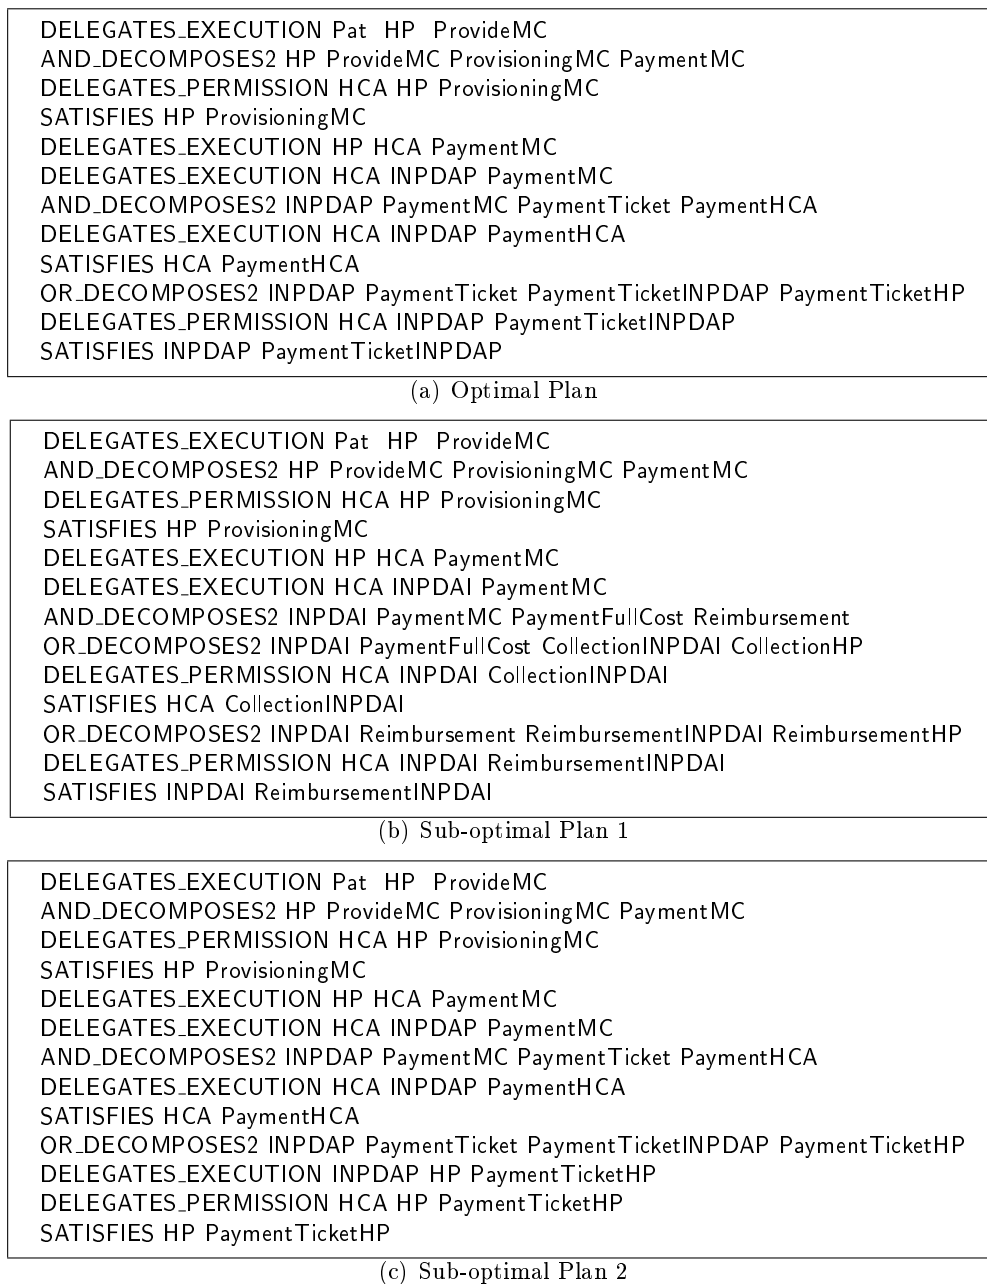 DELEGATES_EXECUTION Pat HP ProvideMC
AND_DECOMPOSES2 HP ProvideMC ProvisioningMC PaymentMC
DELEGATES_PERMISSION HCA HP ProvisioningMC
SATISFIES HP ProvisioningMC
DELEGATES_EXECUTION HP HCA PaymentMC
DELEGATES_EXECUTION HCA INPDAP PaymentMC
AND_DECOMPOSES2 INPDAP PaymentMC PaymentTicket PaymentHCA
DELEGATES_EXECUTION HCA INPDAP PaymentHCA
SATISFIES HCA PaymentHCA
OR_DECOMPOSES2 INPDAP PaymentTicket PaymentTicketINPDAP PaymentTicketHP
DELEGATES_PERMISSION HCA INPDAP PaymentTicketINPDAP
SATISFIES INPDAP PaymentTicketINPDAP
(a) Optimal Plan
DELEGATES_EXECUTION Pat HP ProvideMC
AND_DECOMPOSES2 HP ProvideMC ProvisioningMC PaymentMC
DELEGATES_PERMISSION HCA HP ProvisioningMC
SATISFIES HP ProvisioningMC
DELEGATES_EXECUTION HP HCA PaymentMC
DELEGATES_EXECUTION HCA INPDAI PaymentMC
AND_DECOMPOSES2 INPDAI PaymentMC PaymentFullCost Reimbursement
OR_DECOMPOSES2 INPDAI PaymentFullCost CollectionINPDAI CollectionHP
DELEGATES_PERMISSION HCA INPDAI CollectionINPDAI
SATISFIES HCA CollectionINPDAI
OR_DECOMPOSES2 INPDAI Reimbursement ReimbursementINPDAI ReimbursementHP
DELEGATES_PERMISSION HCA INPDAI ReimbursementINPDAI
SATISFIES INPDAI ReimbursementINPDAI
(b) Sub-optimal Plan 1
DELEGATES_EXECUTION Pat HP ProvideMC
AND_DECOMPOSES2 HP ProvideMC ProvisioningMC PaymentMC
DELEGATES_PERMISSION HCA HP ProvisioningMC
SATISFIES HP ProvisioningMC
DELEGATES_EXECUTION HP HCA PaymentMC
DELEGATES_EXECUTION HCA INPDAP PaymentMC
AND_DECOMPOSES2 INPDAP PaymentMC PaymentTicket PaymentHCA
DELEGATES_EXECUTION HCA INPDAP PaymentHCA
SATISFIES HCA PaymentHCA
OR_DECOMPOSES2 INPDAP PaymentTicket PaymentTicketINPDAP PaymentTicketHP
DELEGATES_EXECUTION INPDAP HP PaymentTicketHP
DELEGATES_PERMISSION HCA HP PaymentTicketHP
SATISFIES HP PaymentTicketHP
(c) Sub-optimal Plan 2